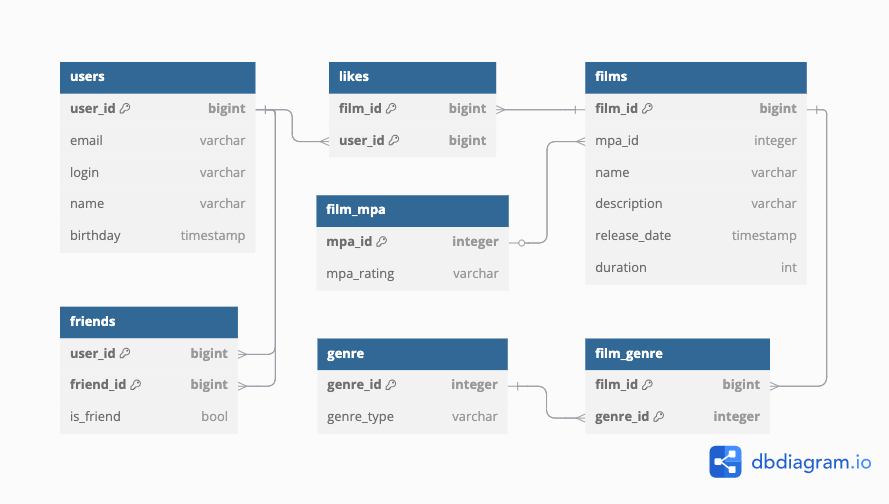 users
user_id bigint
email varchar
login varchar
name varchar
birthday timestamp
likes
film_id bigint
user_id bigint
films
film_id bigint
mpa_id integer
name varchar
description varchar
release_date timestamp
duration int
film_mpa
mpa_id integer
mpa_rating varchar
friends
user_id bigint
friend_id bigint
is_friend bool
genre
genre_id integer
genre_type varchar
film_genre
film_id bigint
genre_id integer
dbdiagram.io